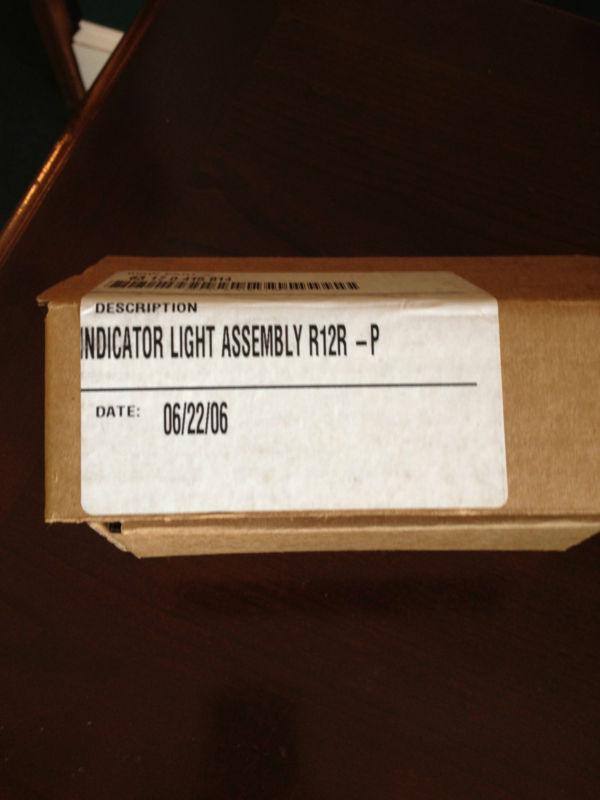 DESCRIPTION
INDICATOR LIGHT ASSEMBLY R12R - P
DATE: 06/22/06